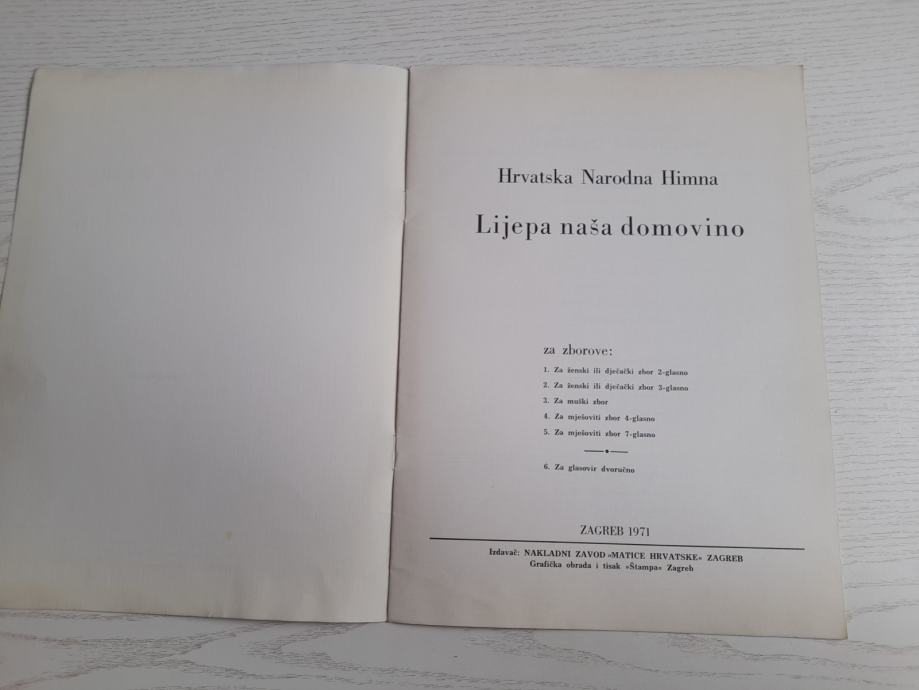 Hrvatska Narodna Himna
Lijepa naša domovino
za zborove:
1. Za ženski ili dječački zbor 2-glasno
2. Za ženski ili dječački zbor 3-glasno
3. Za muški zbor
4. Za mješoviti zbor 4-glasno
5. Za mješoviti zbor 7-glasno
6. Za glasovir dvoručno
ZAGREB 1971
Izdavač: NAKLADNI ZAVOD »MATICE HRVATSKE« ZAGREB
Grafička obrada i tisak »Štampa« Zagreb